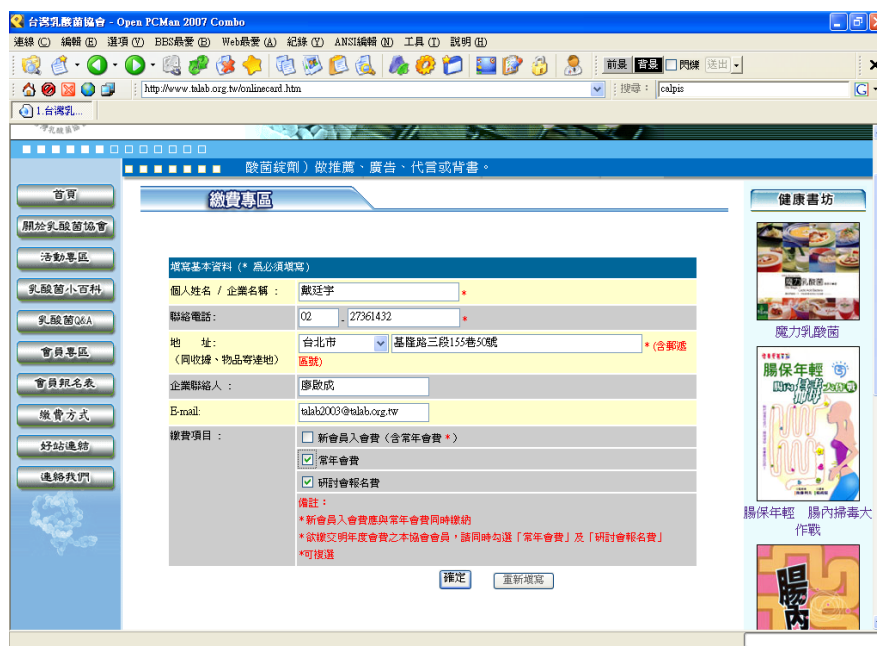 台灣乳酸菌協會 - Open PCMan 2007 Combo
連線 (C) 編輯 (E) 選項 (V) BBS最愛 (B) Web最愛 (A) 紀錄 (Y) ANSI編輯 (N) 工具 (T) 說明 (H)
前景 背景 閃爍 送出
http://www.talab.org.tw/onlinecard.htm 搜尋： calpis
1.台灣乳...
酸菌錠劑）做推薦、廣告、代言或背書。
首頁
關於乳酸菌協會
活動專區
乳酸菌小百科
乳酸菌Q&A
會員專區
會員報名表
繳費方式
好站連結
連絡我們
繳費專區
填寫基本資料 (* 為必須填寫)
個人姓名 / 企業名稱： 戴廷宇 *
聯絡電話： 02 - 27361432 *
地 址： 台北市 基隆路三段155巷50號 * (含郵遞區號)
（同收據、物品寄達地）
企業聯絡人： 廖啟成
E-mail: talab2003@talab.org.tw
繳費項目： 新會員入會費（含常年會費 *）
常年會費
研討會報名費
備註：
*新會員入會費應與常年會費同時繳納
*欲繳交明年度會費之本協會會員，請同時勾選「常年會費」及「研討會報名費」
*可複選
確定 重新填寫
健康書坊
魔力乳酸菌
魔力乳酸菌
腸保年輕
腸內掃毒大作戰
腸保年輕 腸內掃毒大作戰
腸內